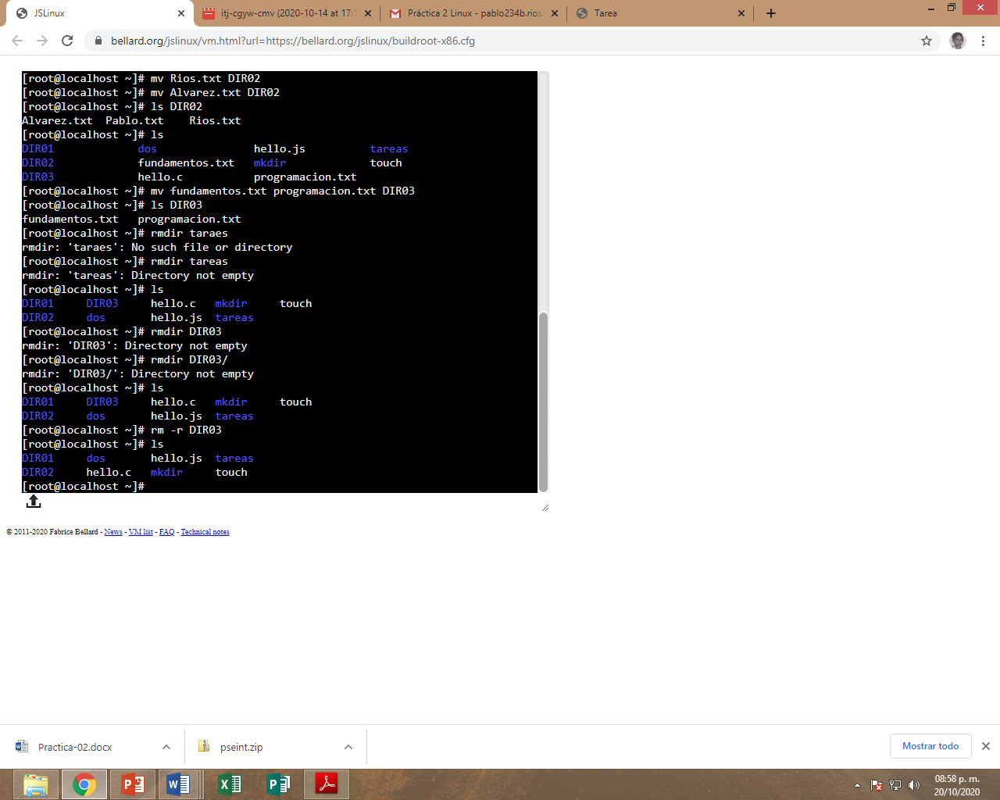 JSLinux
itj-cgyw-cmv (2020-10-14 at 17:1
Práctica 2 Linux - pablo234b.rios
Tarea
bellard.org/jslinux/vm.html?url=https://bellard.org/jslinux/buildroot-x86.cfg
[root@localhost ~]# mv Rios.txt DIR02
[root@localhost ~]# mv Alvarez.txt DIR02
[root@localhost ~]# ls DIR02
Alvarez.txt  Pablo.txt    Rios.txt
[root@localhost ~]# ls
DIR01             dos               hello.js          tareas
DIR02             fundamentos.txt   mkdir             touch
DIR03             hello.c           programacion.txt
[root@localhost ~]# mv fundamentos.txt programacion.txt DIR03
[root@localhost ~]# ls DIR03
fundamentos.txt   programacion.txt
[root@localhost ~]# rmdir taraes
rmdir: 'taraes': No such file or directory
[root@localhost ~]# rmdir tareas
rmdir: 'tareas': Directory not empty
[root@localhost ~]# ls
DIR01     DIR03     hello.c   mkdir     touch
DIR02     dos       hello.js  tareas
[root@localhost ~]# rmdir DIR03
rmdir: 'DIR03': Directory not empty
[root@localhost ~]# rmdir DIR03/
rmdir: 'DIR03/': Directory not empty
[root@localhost ~]# ls
DIR01     DIR03     hello.c   mkdir     touch
DIR02     dos       hello.js  tareas
[root@localhost ~]# rm -r DIR03
[root@localhost ~]# ls
DIR01     dos       hello.js  tareas
DIR02     hello.c   mkdir     touch
[root@localhost ~]#
© 2011-2020 Fabrice Bellard - News - VM list - FAQ - Technical notes
Practica-02.docx
pseint.zip
Mostrar todo
08:58 p. m.
20/10/2020